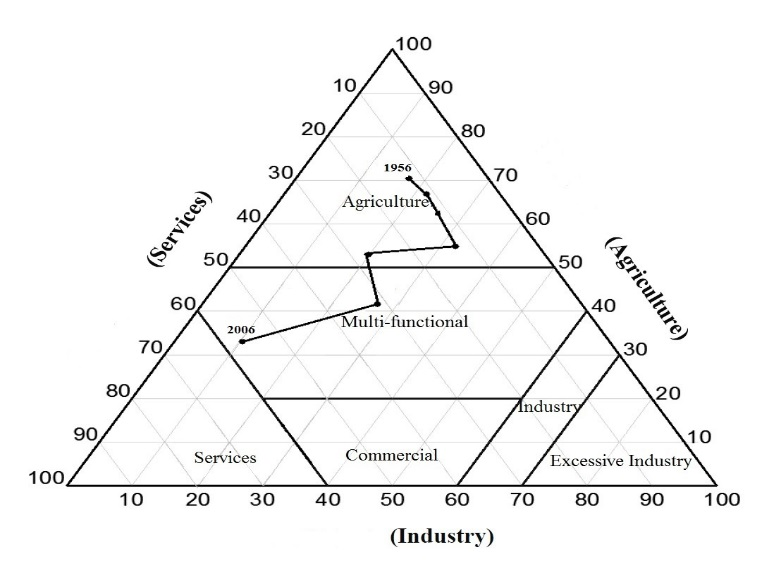 100
10 90
20 80
1956
30 70
Agriculture
40 60
(Services)
(Agriculture)
50 50
60 40
2006 Multi-functional
70 30
80 20
Industry
90 10
Services Commercial Excessive Industry
100
10 20 30 40 50 60 70 80 90 100
(Industry)